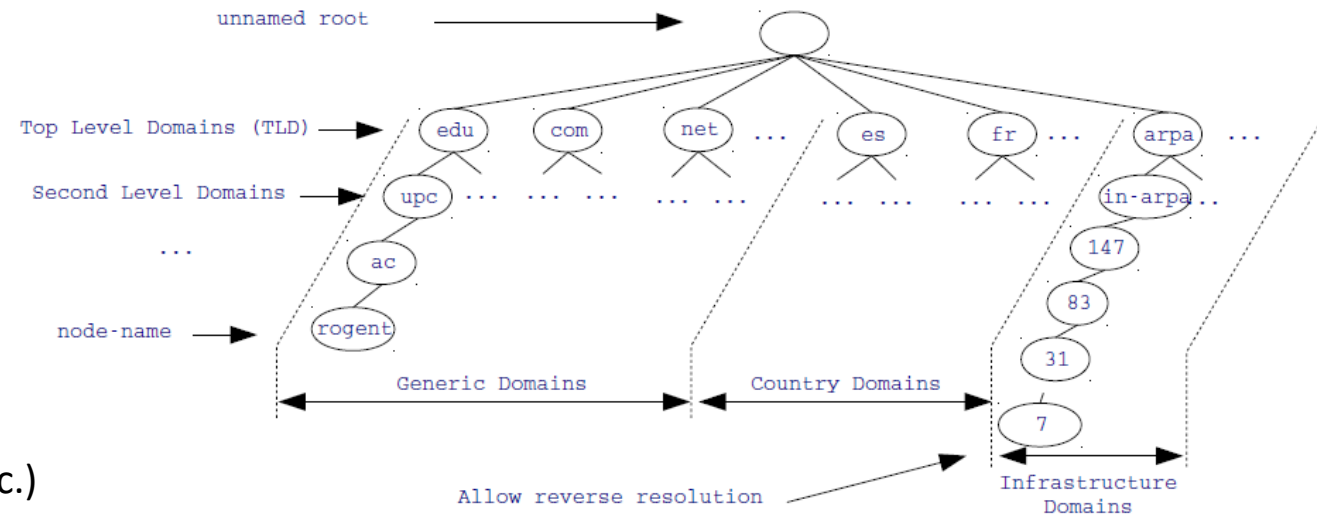 unnamed root
Top Level Domains (TLD) edu com net ... es fr ... arpa ...
Second Level Domains upc ... ... ... ... ... ... ... ... ... ... in-arpa ..
... ac 147
83
node-name rogent
31
Generic Domains Country Domains
7
c.)
Allow reverse resolution Infrastructure
Domains